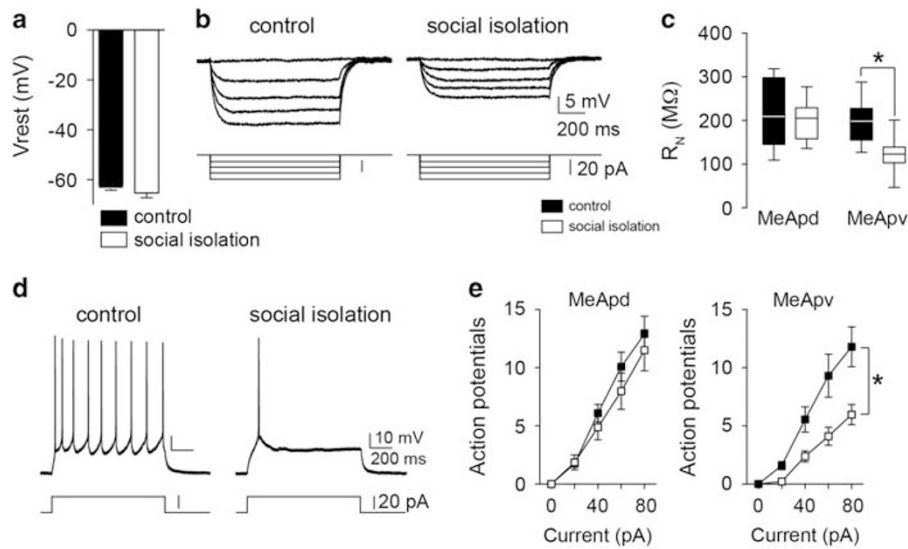 a
Vrest (mV)
0
-20
-40
-60
control
social isolation
b
control
social isolation
5 mV
200 ms
20 pA
control
social isolation
c
R_N (MΩ)
400
300
200
100
0
*
MeApd
MeApv
d
control
social isolation
10 mV
200 ms
20 pA
e
MeApd
Action potentials
15
10
5
0
0 40 80
Current (pA)
MeApv
Action potentials
15
10
5
0
*
0 40 80
Current (pA)